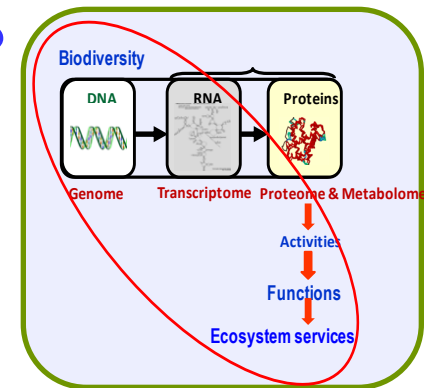 Biodiversity
DNA RNA Proteins
Genome Transcriptome Proteome & Metabolome
Activities
Functions
Ecosystem services